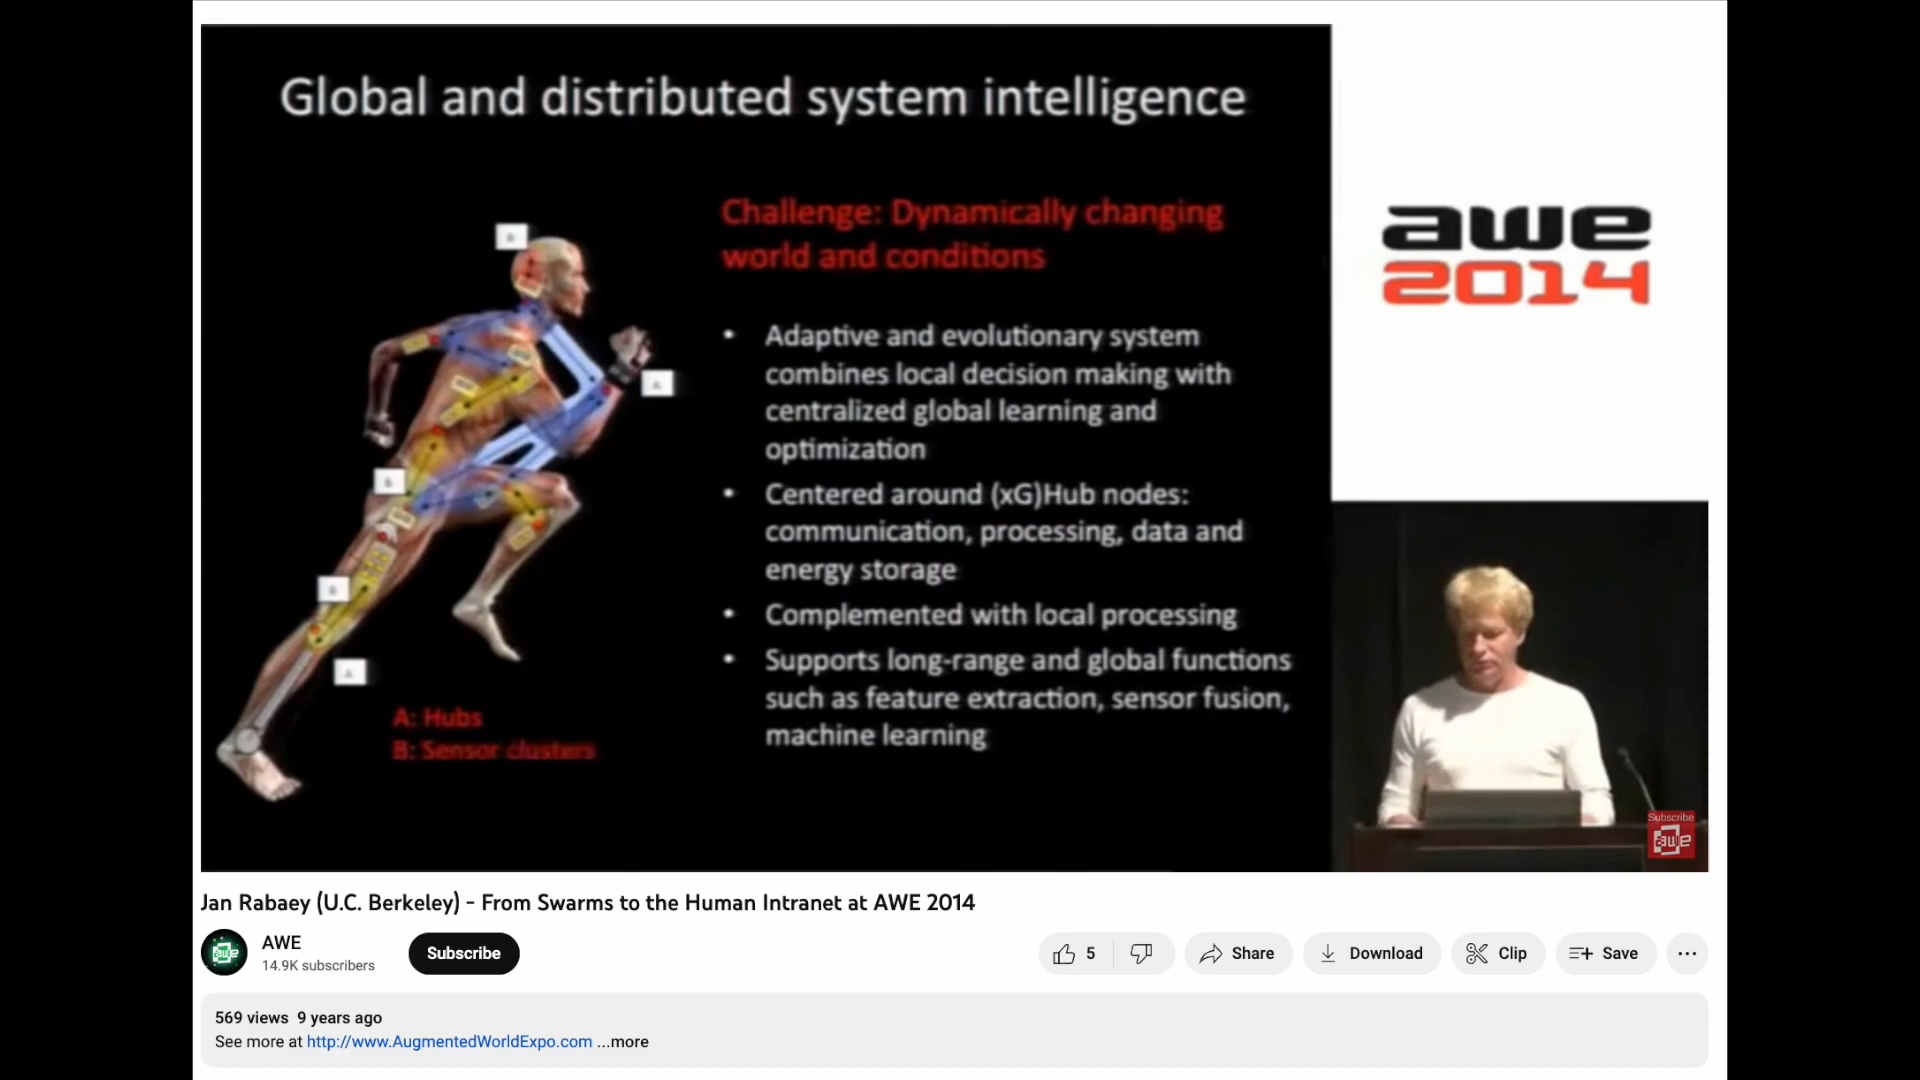 Global and distributed system intelligence
Challenge: Dynamically changing
world and conditions
• Adaptive and evolutionary system
combines local decision making with
centralized global learning and
optimization
• Centered around (xG)Hub nodes:
communication, processing, data and
energy storage
• Complemented with local processing
• Supports long-range and global functions
such as feature extraction, sensor fusion,
machine learning
A: Hubs
B: Sensor clusters
awe
2014
Subscribe
awe
Jan Rabaey (U.C. Berkeley) - From Swarms to the Human Intranet at AWE 2014
AWE
14.9K subscribers
Subscribe
5
Share
Download
Clip
Save
569 views 9 years ago
See more at http://www.AugmentedWorldExpo.com ...more